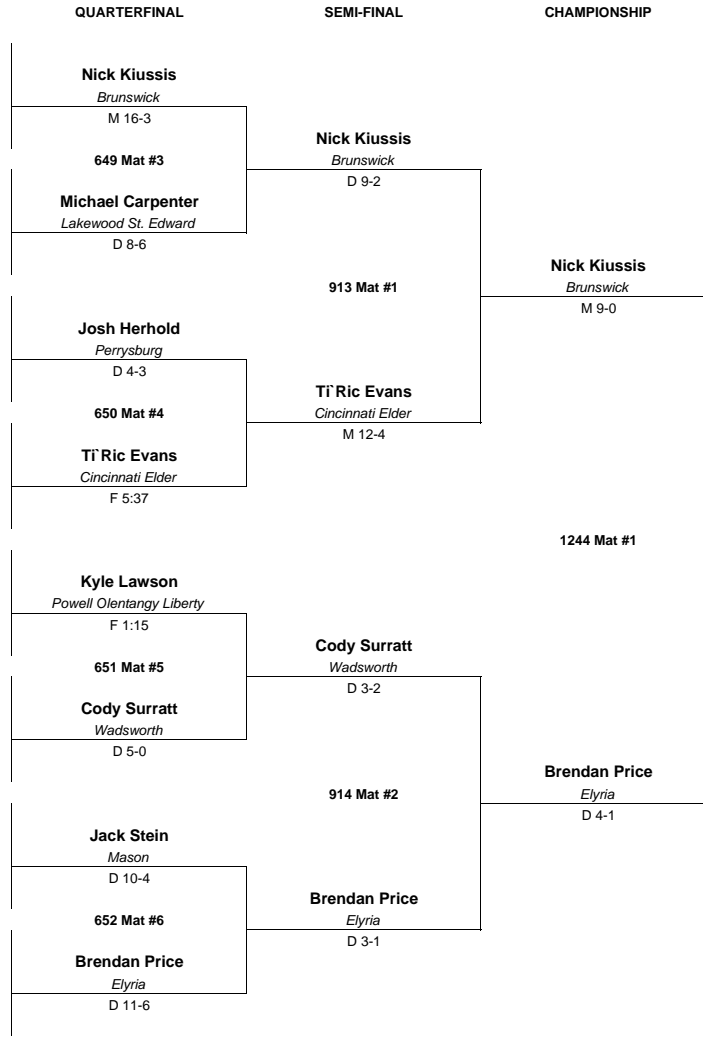 QUARTERFINAL SEMI-FINAL CHAMPIONSHIP
Nick Kiussis
Brunswick
M 16-3
649 Mat #3
Michael Carpenter
Lakewood St. Edward
D 8-6
Josh Herhold
Perrysburg
D 4-3
650 Mat #4
Ti`Ric Evans
Cincinnati Elder
F 5:37
Kyle Lawson
Powell Olentangy Liberty
F 1:15
651 Mat #5
Cody Surratt
Wadsworth
D 5-0
Jack Stein
Mason
D 10-4
652 Mat #6
Brendan Price
Elyria
D 11-6
Nick Kiussis
Brunswick
D 9-2
913 Mat #1
Ti`Ric Evans
Cincinnati Elder
M 12-4
Cody Surratt
Wadsworth
D 3-2
914 Mat #2
Brendan Price
Elyria
D 3-1
Nick Kiussis
Brunswick
M 9-0
1244 Mat #1
Brendan Price
Elyria
D 4-1